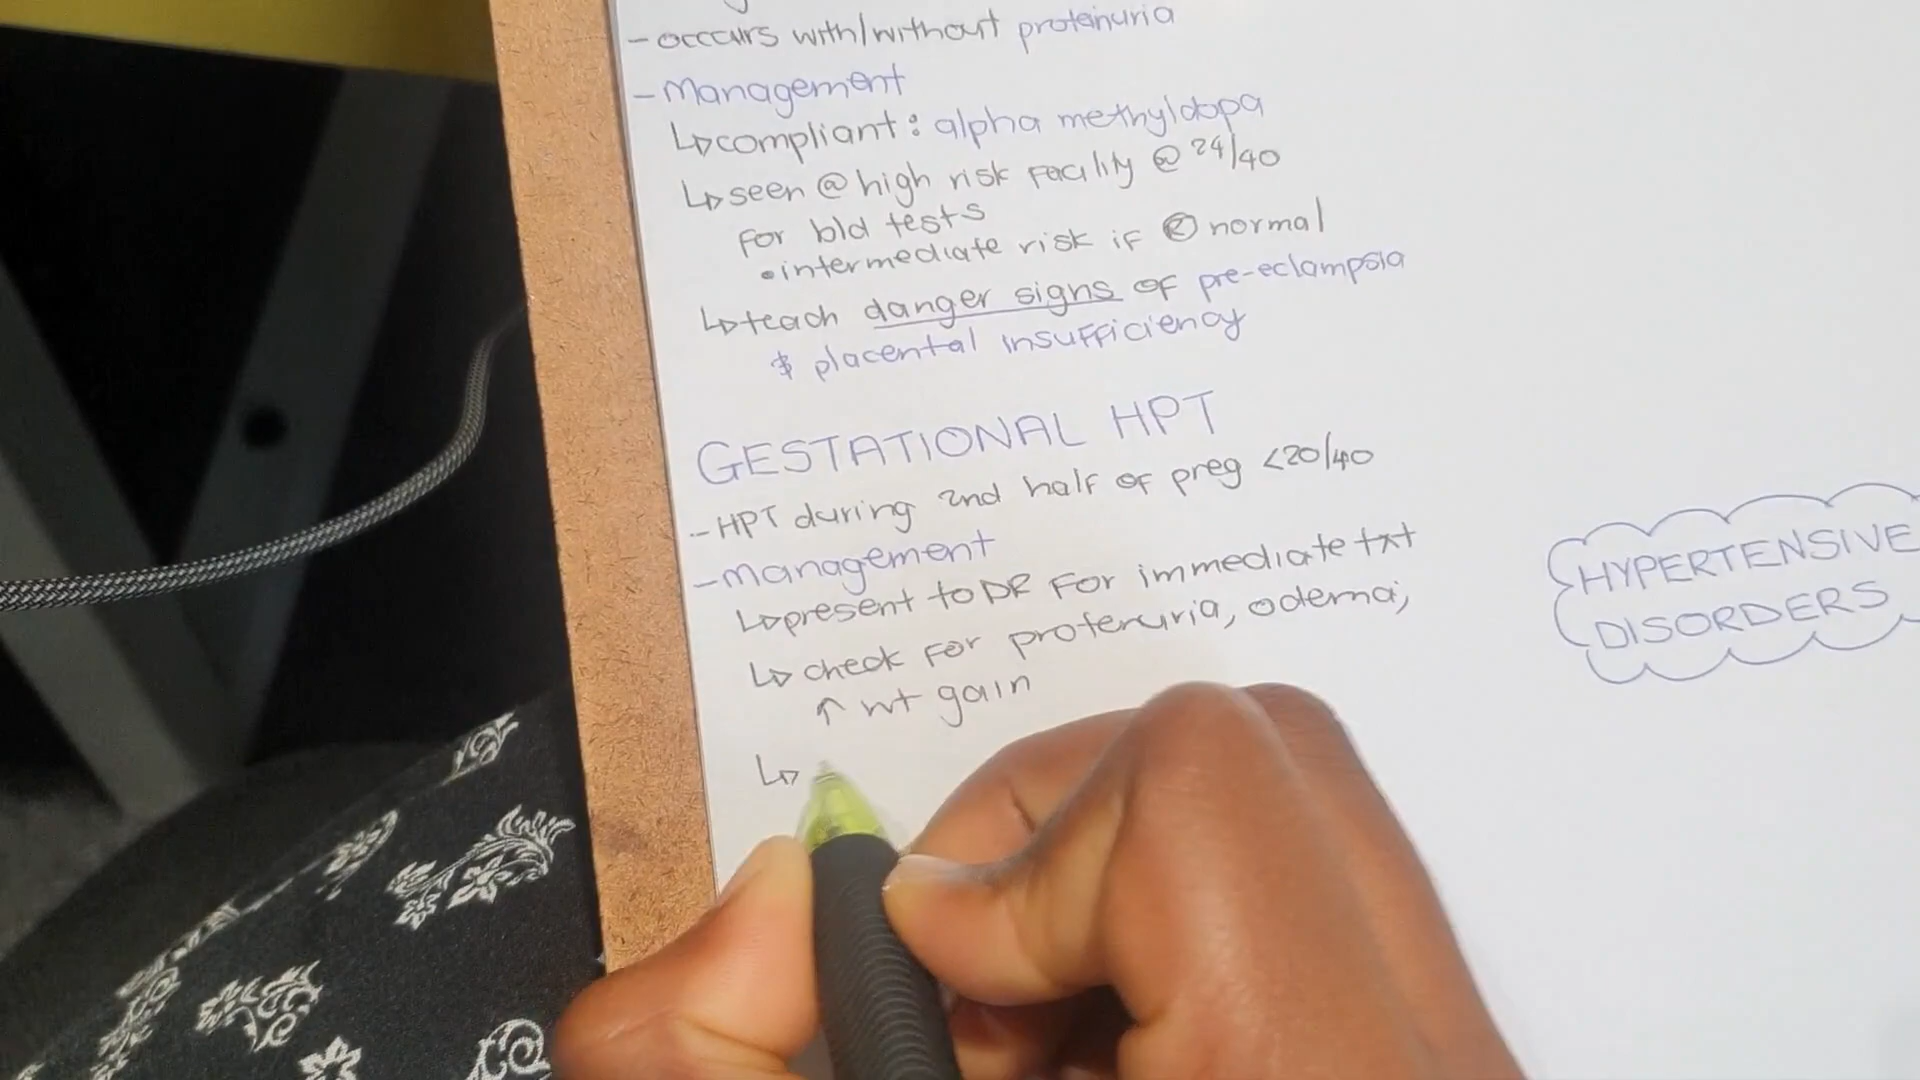 - occcurs with/without proteinuria
- Management
↳ compliant: alpha methyldopa
↳ seen @ high risk facility @ 24/40
for bld tests
• intermediate risk if normal
↳ teach danger signs of pre-eclampsia
& placental insufficiency
GESTATIONAL HPT
- HPT during 2nd half of preg <20/40
- Management
↳ present to DR for immediate txt
↳ check for protenuria, odema,
↑ wt gain
↳
HYPERTENSIVE
DISORDERS